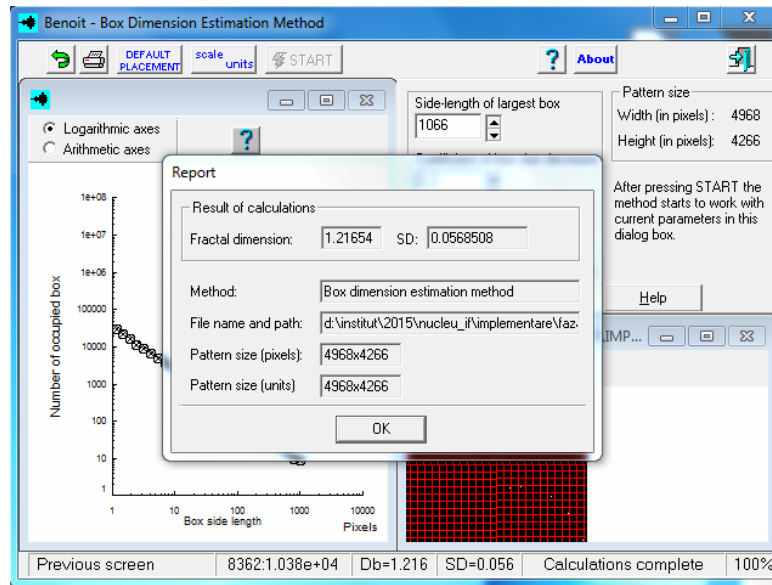 Benoit - Box Dimension Estimation Method
DEFAULT PLACEMENT
scale units
START
?
About
Logarithmic axes
Arithmetic axes
?
Side-length of largest box
1066
Pattern size
Width (in pixels): 4968
Height (in pixels): 4266
After pressing START the
method starts to work with
current parameters in this
dialog box.
Help
Report
Result of calculations
Fractal dimension: 1.21654 SD: 0.0568508
Method: Box dimension estimation method
File name and path: d:\institut\2015\nucleu_if\implementare\faz
Pattern size (pixels): 4968x4266
Pattern size (units) 4968x4266
OK
Number of occupied box
1e+08
1e+07
1e+06
100000
10000
1000
100
10
1
1 10 100 1000 10000
Box side length
Pixels
\IMP...
Previous screen 8362:1.038e+04 Db=1.216 SD=0.056 Calculations complete 100%